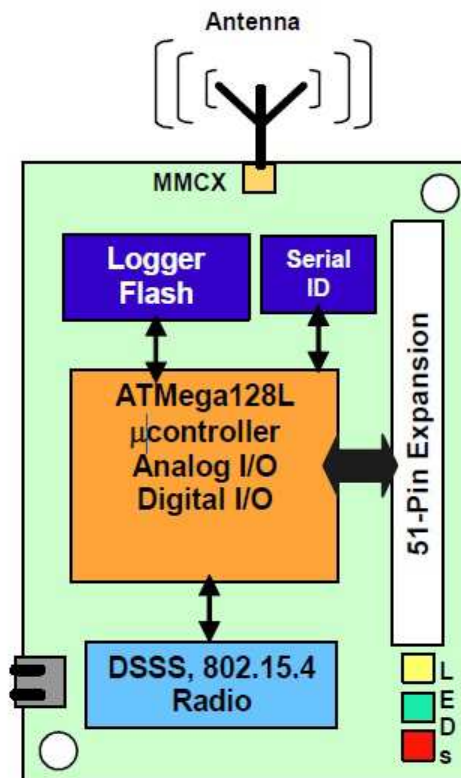 Antenna
MMCX
Logger
Flash
Serial
ID
ATMega128L
μcontroller
Analog I/O
Digital I/O
51-Pin Expansion
DSSS, 802.15.4
Radio
L
E
D
s